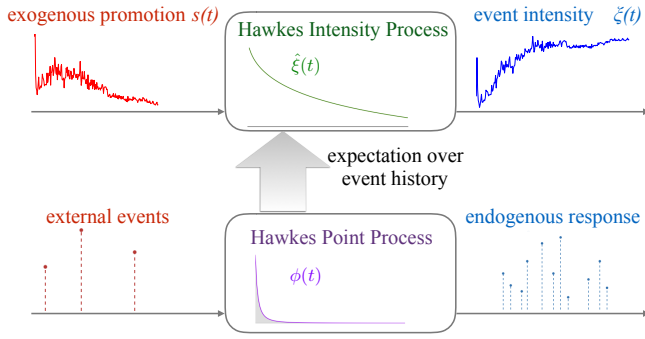 exogenous promotion s(t)
Hawkes Intensity Process
event intensity ξ(t)
ξ̂(t)
expectation over
event history
external events
Hawkes Point Process
endogenous response
ϕ(t)